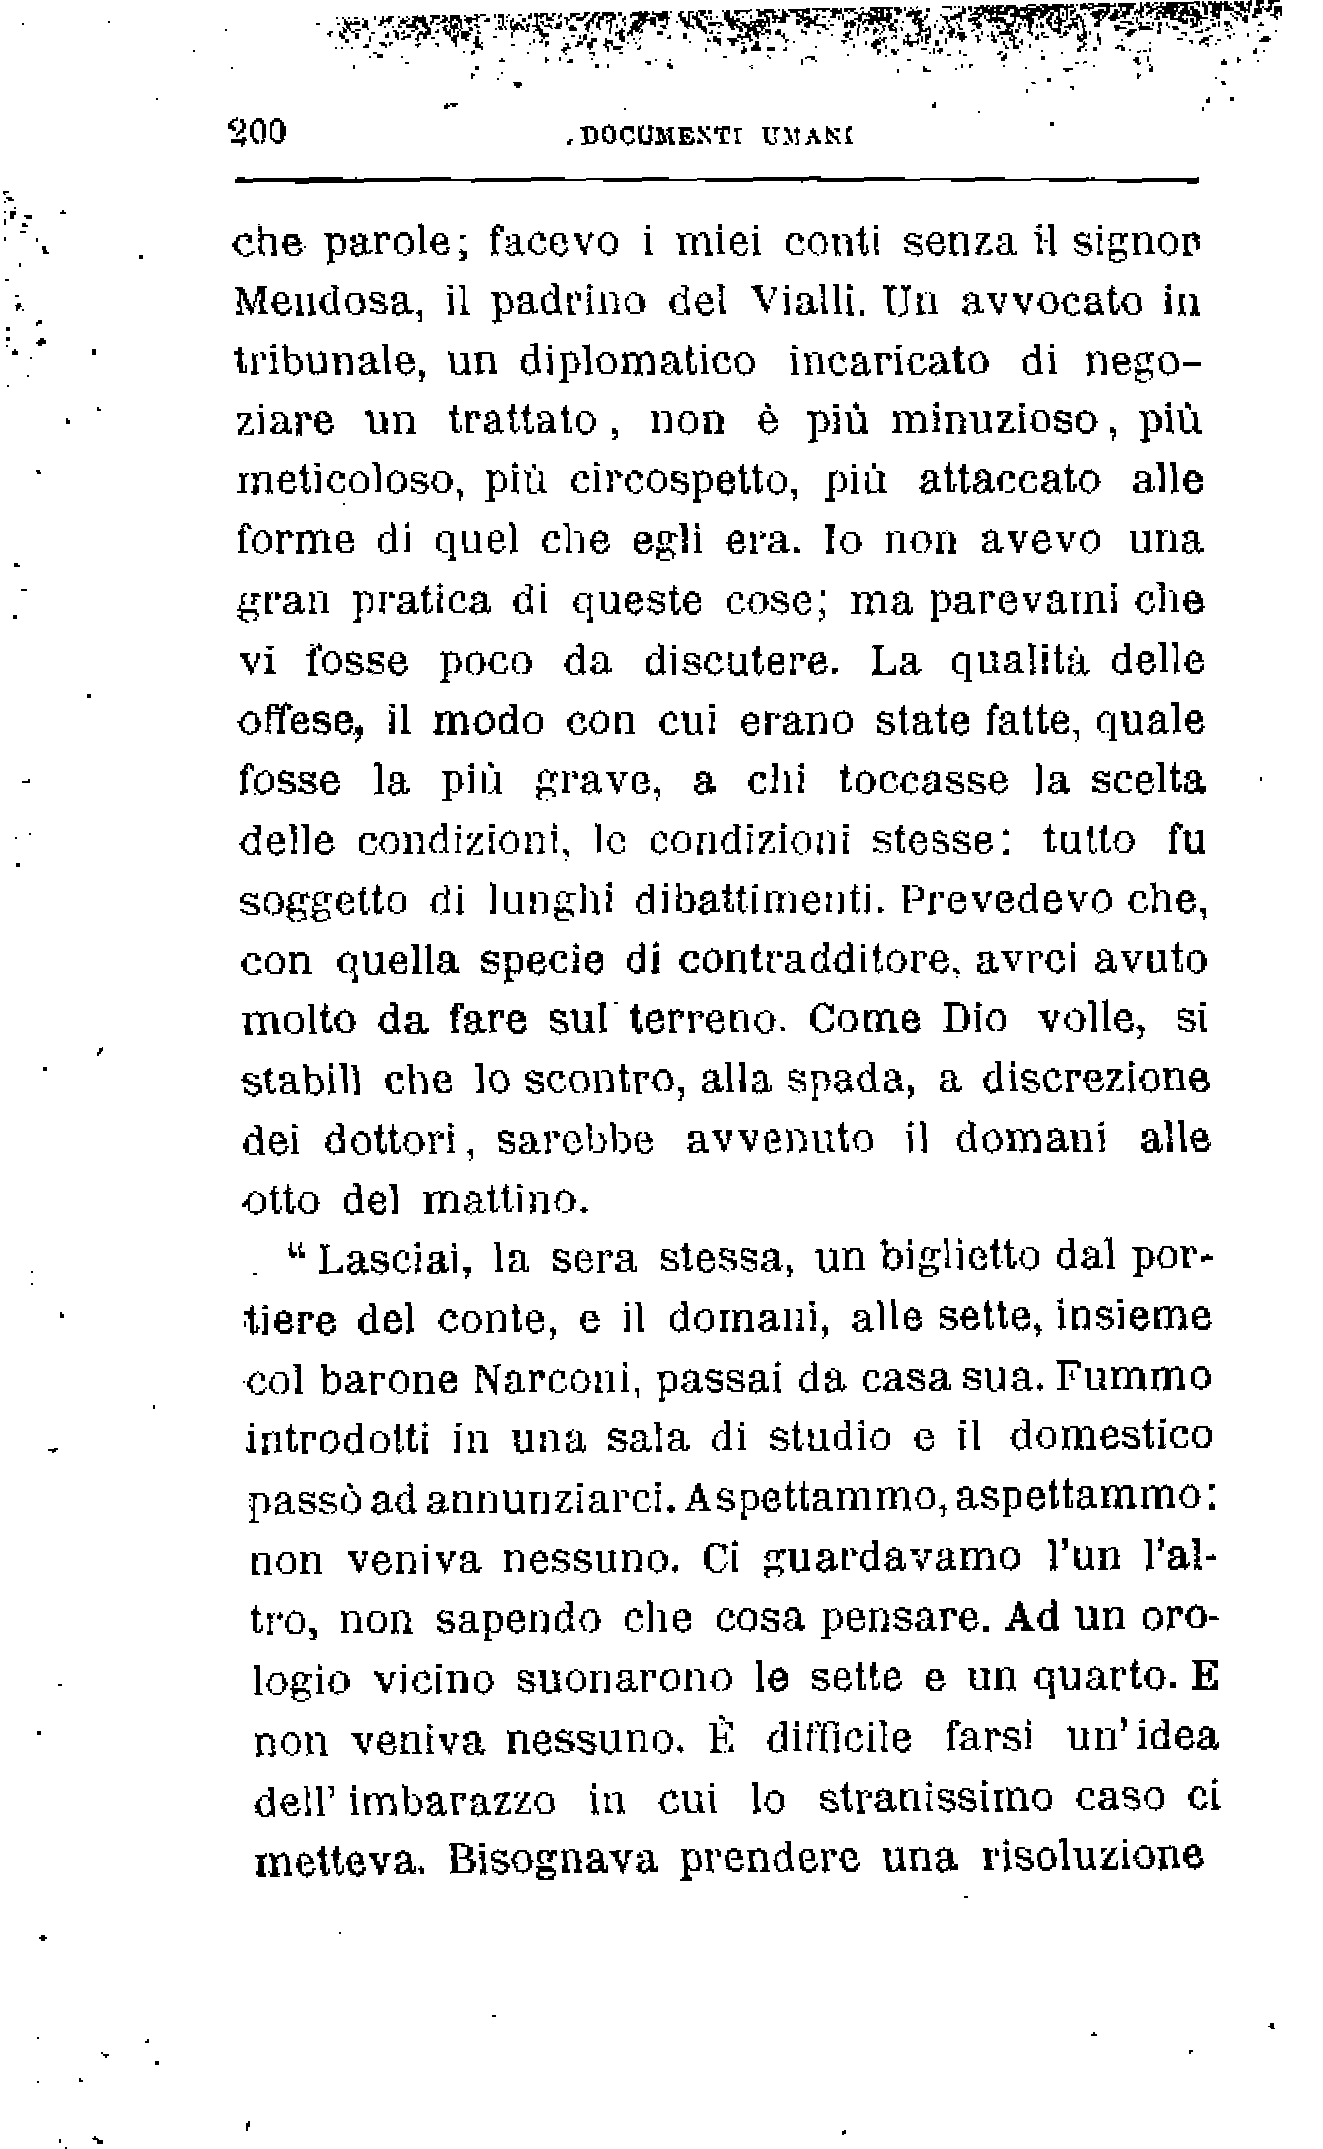 200 DOCUMENTI UMANI
che parole; facevo i miei conti senza il signor
Mendosa, il padrino del Vialli. Un avvocato in
tribunale, un diplomatico incaricato di nego-
ziare un trattato, non è più minuzioso, più
meticoloso, più circospetto, più attaccato alle
forme di quel che egli era. Io non avevo una
gran pratica di queste cose; ma parevami che
vi fosse poco da discutere. La qualità delle
offese, il modo con cui erano state fatte, quale
fosse la più grave, a chi toccasse la scelta
delle condizioni, le condizioni stesse: tutto fu
soggetto di lunghi dibattimenti. Prevedevo che,
con quella specie di contradditore, avrei avuto
molto da fare sul terreno. Come Dio volle, si
stabilì che lo scontro, alla spada, a discrezione
dei dottori, sarebbe avvenuto il domani alle
otto del mattino.
“ Lasciai, la sera stessa, un biglietto dal por-
tiere del conte, e il domani, alle sette, insieme
col barone Narconi, passai da casa sua. Fummo
introdotti in una sala di studio e il domestico
passò ad annunziarci. Aspettammo, aspettammo:
non veniva nessuno. Ci guardavamo l'un l'al-
tro, non sapendo che cosa pensare. Ad un oro-
logio vicino suonarono le sette e un quarto. E
non veniva nessuno. È difficile farsi un' idea
dell' imbarazzo in cui lo stranissimo caso ci
metteva. Bisognava prendere una risoluzione